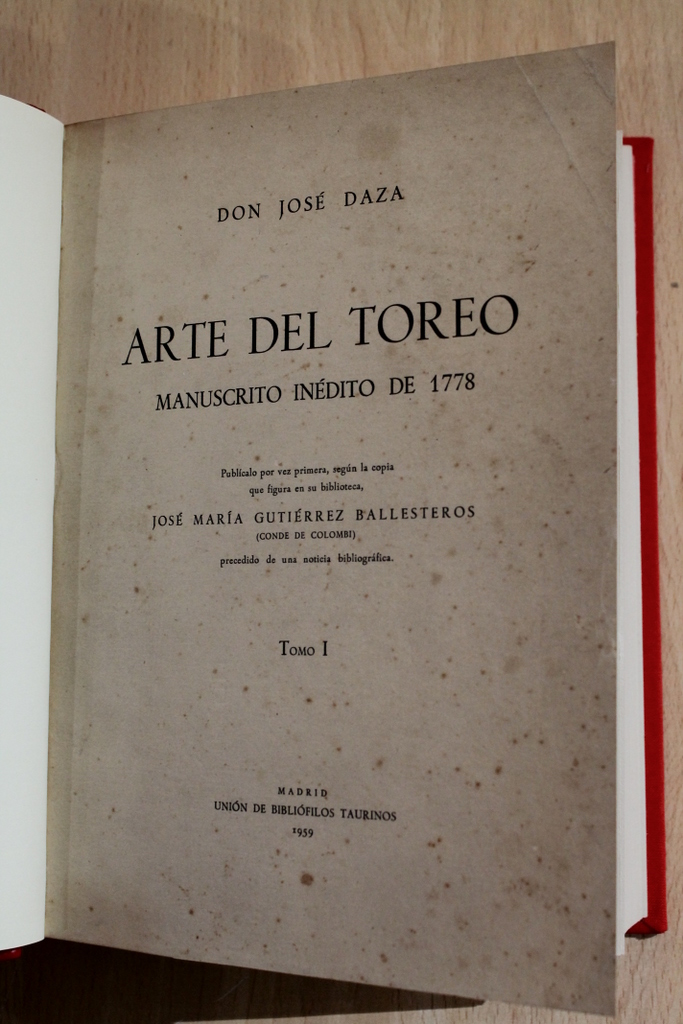 DON JOSÉ DAZA
ARTE DEL TOREO
MANUSCRITO INÉDITO DE 1778
Publícalo por vez primera, según la copia
que figura en su biblioteca,
JOSÉ MARÍA GUTIÉRREZ BALLESTEROS
(CONDE DE COLOMBI)
precedido de una noticia bibliográfica.
TOMO I
MADRID
UNIÓN DE BIBLIÓFILOS TAURINOS
1959